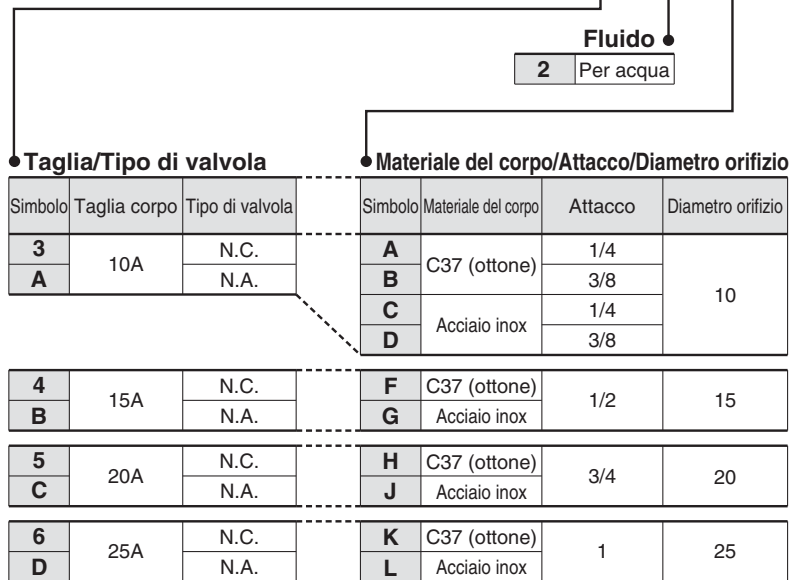 Fluido
2 Per acqua
Taglia/Tipo di valvola
Simbolo Taglia corpo Tipo di valvola
3 10A N.C.
A N.A.
4 15A N.C.
B N.A.
5 20A N.C.
C N.A.
6 25A N.C.
D N.A.
Materiale del corpo/Attacco/Diametro orifizio
Simbolo Materiale del corpo Attacco Diametro orifizio
A C37 (ottone) 1/4 10
B 3/8
C Acciaio inox 1/4
D 3/8
F C37 (ottone) 1/2 15
G Acciaio inox
H C37 (ottone) 3/4 20
J Acciaio inox
K C37 (ottone) 1 25
L Acciaio inox